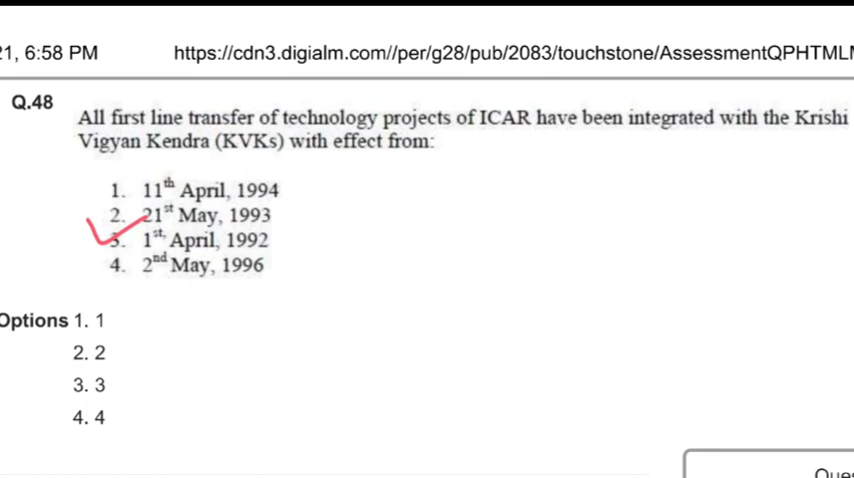 21, 6:58 PM https://cdn3.digialm.com//per/g28/pub/2083/touchstone/AssessmentQPHTML
Q.48
All first line transfer of technology projects of ICAR have been integrated with the Krishi
Vigyan Kendra (KVKs) with effect from:
1. 11th April, 1994
2. 21st May, 1993
3. 1st, April, 1992
4. 2nd May, 1996
Options 1. 1
2. 2
3. 3
4. 4